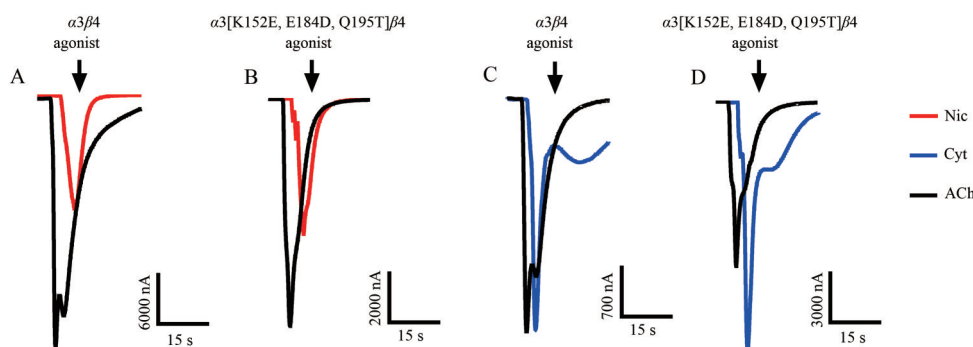 α3β4
agonist
α3[K152E, E184D, Q195T]β4
agonist
α3β4
agonist
α3[K152E, E184D, Q195T]β4
agonist
A
B
C
D
Nic
Cyt
ACh
6000 nA
15 s
2000 nA
15 s
700 nA
15 s
3000 nA
15 s